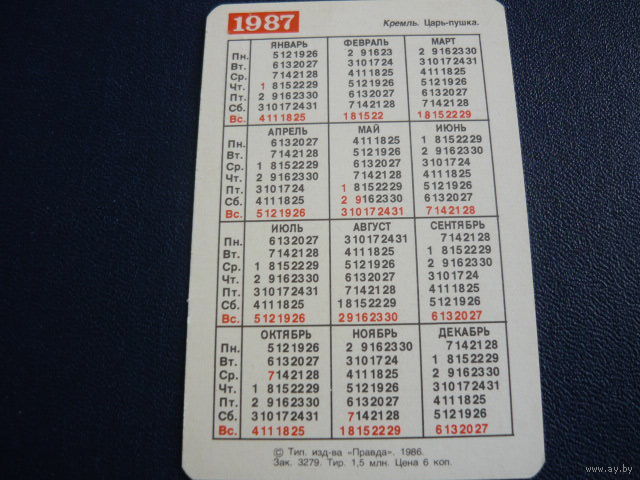 1987 Кремль. Царь-пушка.
ЯНВАРЬ ФЕВРАЛЬ МАРТ
Пн. 5 12 19 26 2 9 16 23 2 9 16 23 30
Вт. 6 13 20 27 3 10 17 24 3 10 17 24 31
Ср. 7 14 21 28 4 11 18 25 4 11 18 25
Чт. 1 8 15 22 29 5 12 19 26 5 12 19 26
Пт. 2 9 16 23 30 6 13 20 27 6 13 20 27
Сб. 3 10 17 24 31 7 14 21 28 7 14 21 28
Вс. 4 11 18 25 1 8 15 22 1 8 15 22 29
АПРЕЛЬ МАЙ ИЮНЬ
Пн. 6 13 20 27 4 11 18 25 1 8 15 22 29
Вт. 7 14 21 28 5 12 19 26 2 9 16 23 30
Ср. 1 8 15 22 29 6 13 20 27 3 10 17 24
Чт. 2 9 16 23 30 7 14 21 28 4 11 18 25
Пт. 3 10 17 24 1 8 15 22 29 5 12 19 26
Сб. 4 11 18 25 2 9 16 23 30 6 13 20 27
Вс. 5 12 19 26 3 10 17 24 31 7 14 21 28
ИЮЛЬ АВГУСТ СЕНТЯБРЬ
Пн. 6 13 20 27 3 10 17 24 31 7 14 21 28
Вт. 7 14 21 28 4 11 18 25 1 8 15 22 29
Ср. 1 8 15 22 29 5 12 19 26 2 9 16 23 30
Чт. 2 9 16 23 30 6 13 20 27 3 10 17 24
Пт. 3 10 17 24 31 7 14 21 28 4 11 18 25
Сб. 4 11 18 25 1 8 15 22 29 5 12 19 26
Вс. 5 12 19 26 2 9 16 23 30 6 13 20 27
ОКТЯБРЬ НОЯБРЬ ДЕКАБРЬ
Пн. 5 12 19 26 2 9 16 23 30 7 14 21 28
Вт. 6 13 20 27 3 10 17 24 1 8 15 22 29
Ср. 7 14 21 28 4 11 18 25 2 9 16 23 30
Чт. 1 8 15 22 29 5 12 19 26 3 10 17 24 31
Пт. 2 9 16 23 30 6 13 20 27 4 11 18 25
Сб. 3 10 17 24 31 7 14 21 28 5 12 19 26
Вс. 4 11 18 25 1 8 15 22 29 6 13 20 27
© Тип. изд-ва «Правда». 1986.
Зак. 3279. Тир. 1,5 млн. Цена 6 коп.
www.ay.by